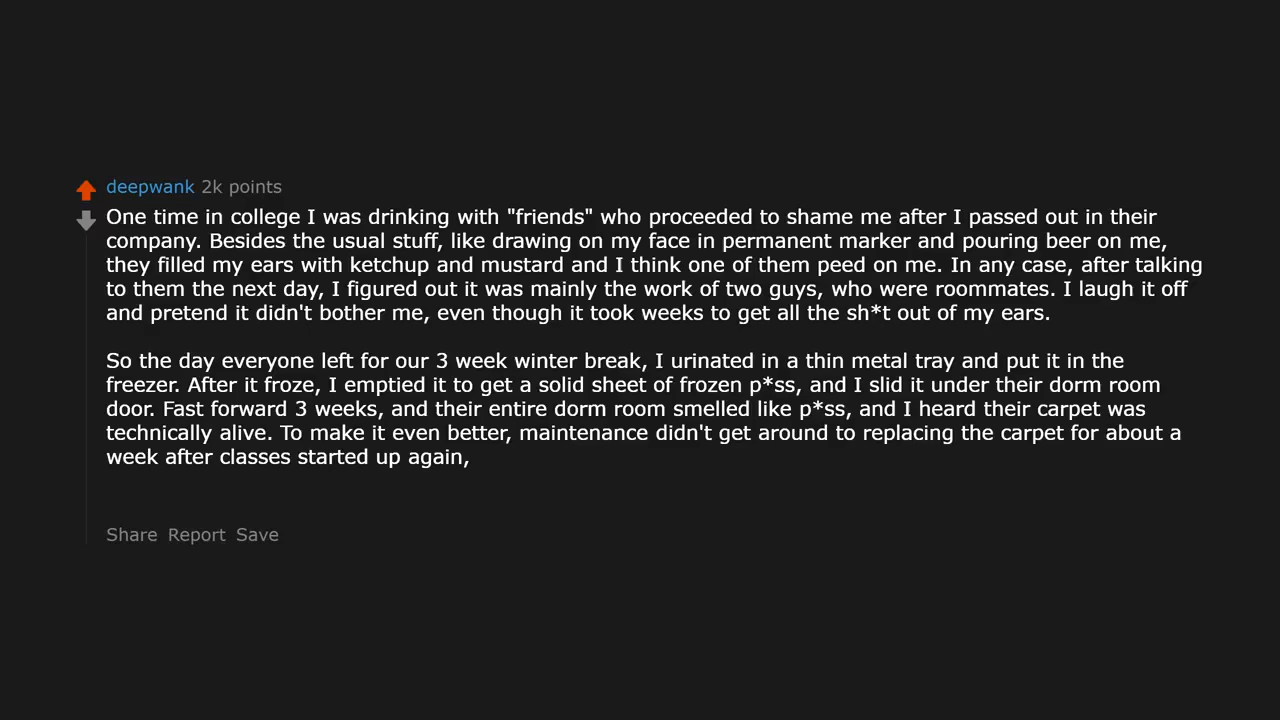 deepwank 2k points
One time in college I was drinking with "friends" who proceeded to shame me after I passed out in their
company. Besides the usual stuff, like drawing on my face in permanent marker and pouring beer on me,
they filled my ears with ketchup and mustard and I think one of them peed on me. In any case, after talking
to them the next day, I figured out it was mainly the work of two guys, who were roommates. I laugh it off
and pretend it didn't bother me, even though it took weeks to get all the sh*t out of my ears.
So the day everyone left for our 3 week winter break, I urinated in a thin metal tray and put it in the
freezer. After it froze, I emptied it to get a solid sheet of frozen p*ss, and I slid it under their dorm room
door. Fast forward 3 weeks, and their entire dorm room smelled like p*ss, and I heard their carpet was
technically alive. To make it even better, maintenance didn't get around to replacing the carpet for about a
week after classes started up again,
Share Report Save